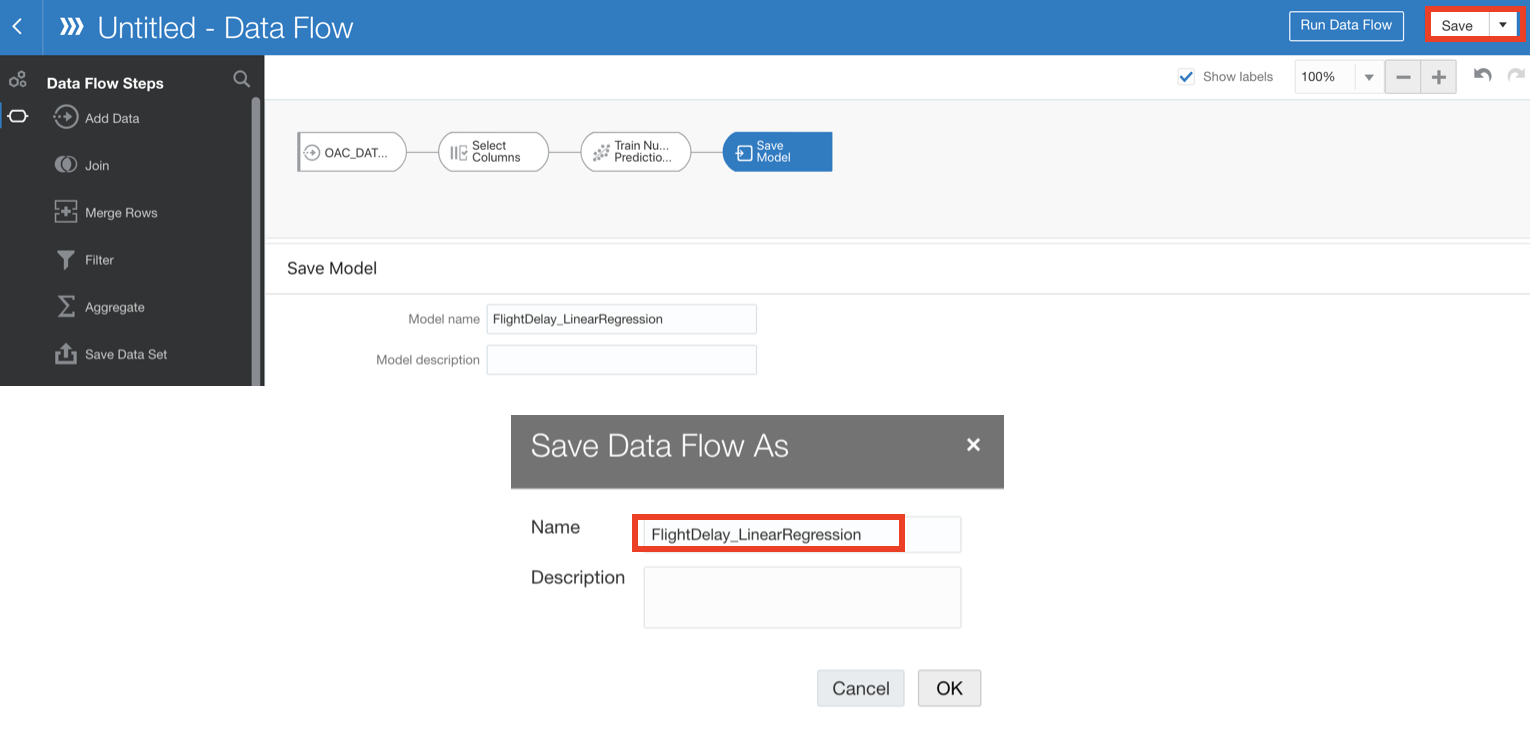 Untitled - Data Flow
Run Data Flow
Save
Data Flow Steps
Show labels
100%
Add Data
Join
Merge Rows
Filter
Aggregate
Save Data Set
OAC_DAT...
Select
Columns
Train Nu...
Predictio...
Save
Model
Save Model
Model name
FlightDelay_LinearRegression
Model description
Save Data Flow As
Name
FlightDelay_LinearRegression
Description
Cancel
OK